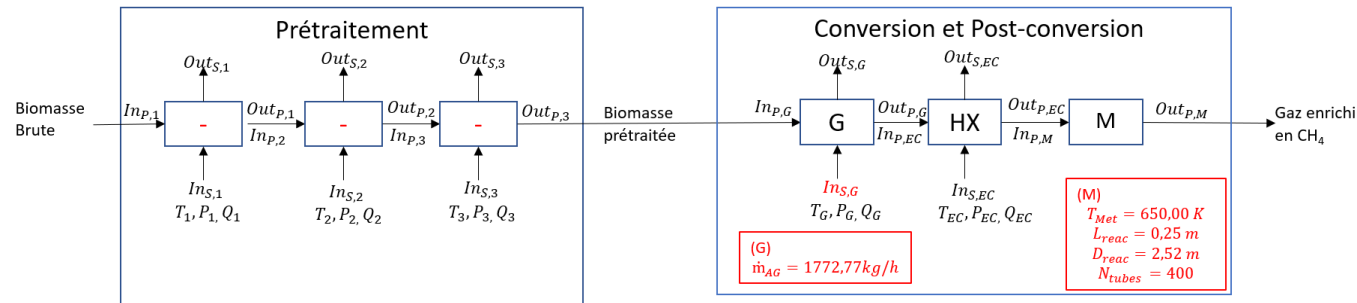 Prétraitement
Conversion et Post-conversion
Out_{S,1}
Out_{S,2}
Out_{S,3}
Out_{S,G}
Out_{S,EC}
Biomasse
Brute
In_{P,1}
-
Out_{P,1}
In_{P,2}
-
Out_{P,2}
In_{P,3}
-
Out_{P,3}
Biomasse
prétraitée
In_{P,G}
G
Out_{P,G}
In_{P,EC}
HX
Out_{P,EC}
In_{P,M}
M
Out_{P,M}
Gaz enrichi
en CH₄
In_{S,1}
T_1, P_1, Q_1
In_{S,2}
T_2, P_2, Q_2
In_{S,3}
T_3, P_3, Q_3
In_{S,G}
T_G, P_G, Q_G
In_{S,EC}
T_{EC}, P_{EC}, Q_{EC}
(G)
ṁ_{AG} = 1772,77kg/h
(M)
T_{Met} = 650,00 K
L_{reac} = 0,25 m
D_{reac} = 2,52 m
N_{tubes} = 400